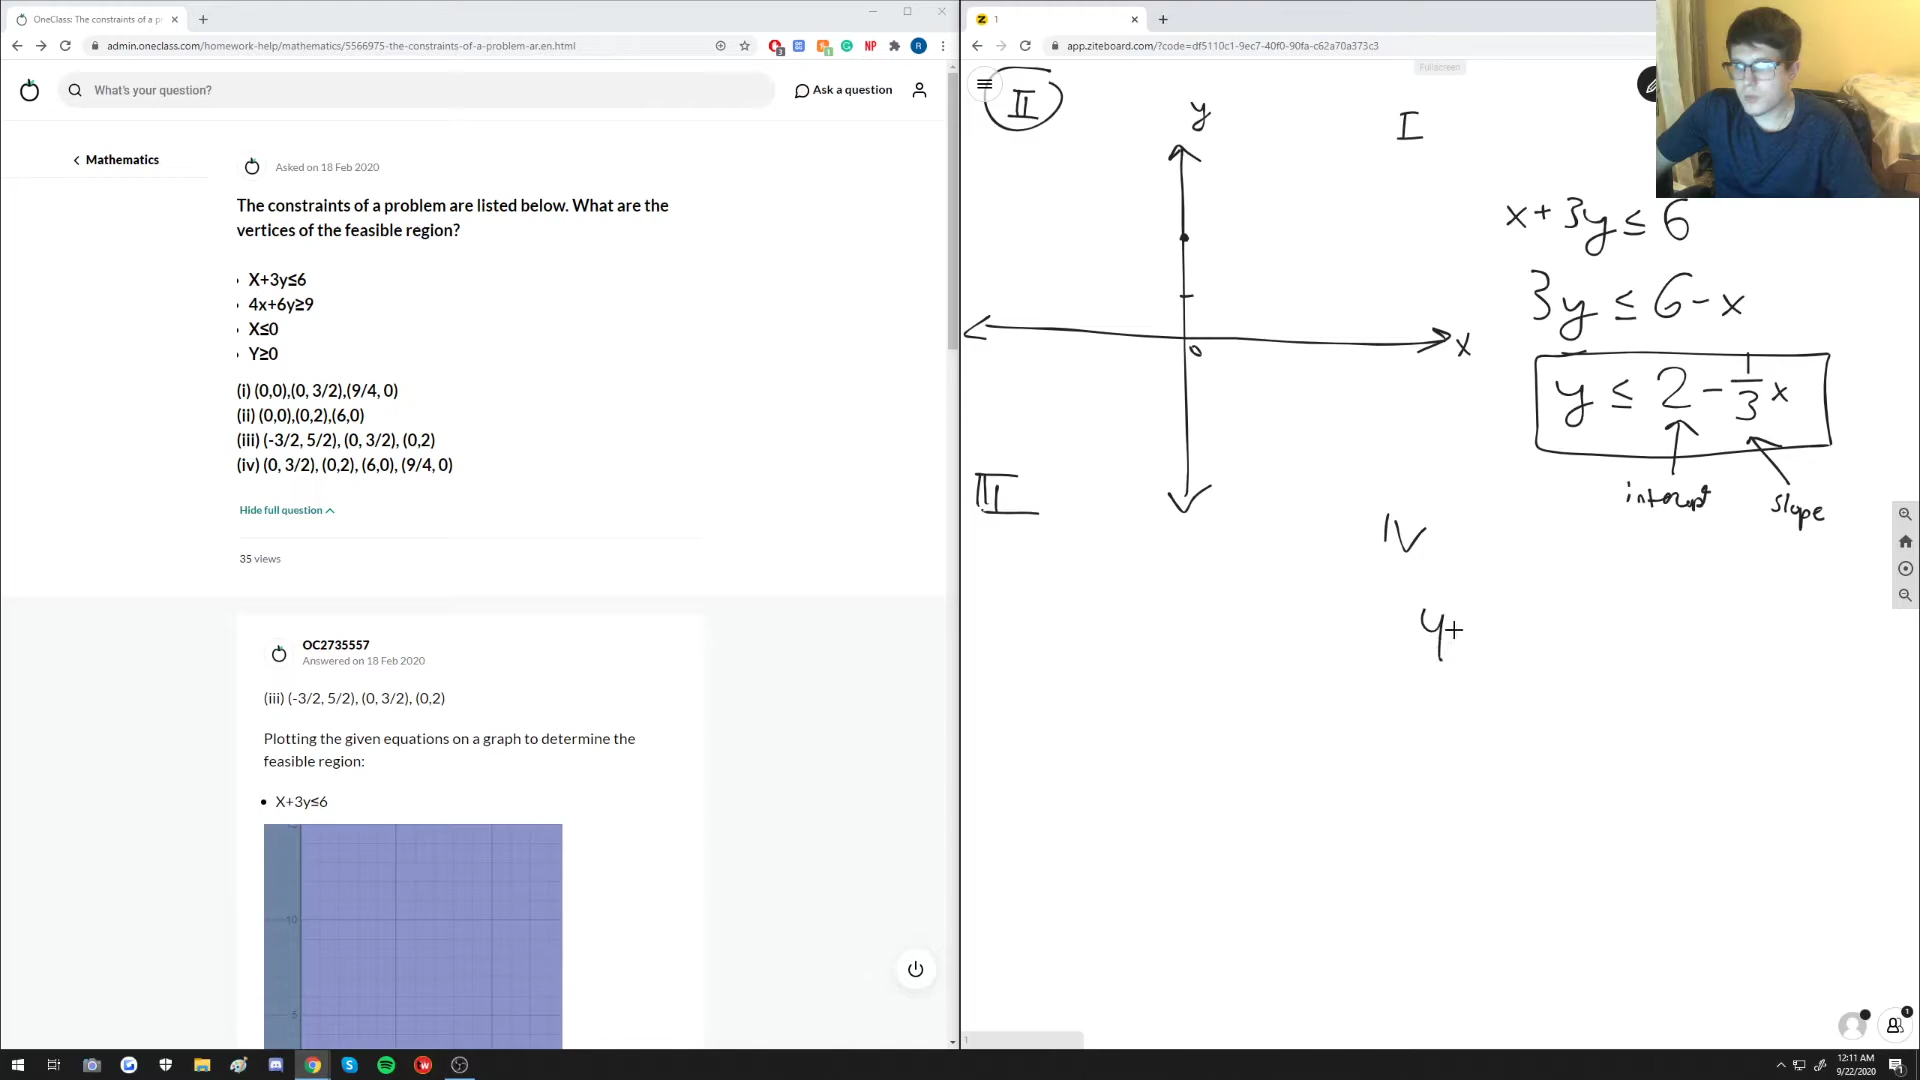 OneClass: The constraints of a p
admin.oneclass.com/homework-help/mathematics/5566975-the-constraints-of-a-problem-ar.en.html
What's your question?
Ask a question
Mathematics
Asked on 18 Feb 2020
The constraints of a problem are listed below. What are the
vertices of the feasible region?
• X+3y≤6
• 4x+6y≥9
• X≤0
• Y≥0
(i) (0,0),(0, 3/2),(9/4, 0)
(ii) (0,0),(0,2),(6,0)
(iii) (-3/2, 5/2), (0, 3/2), (0,2)
(iv) (0, 3/2), (0,2), (6,0), (9/4, 0)
Hide full question
35 views
OC2735557
Answered on 18 Feb 2020
(iii) (-3/2, 5/2), (0, 3/2), (0,2)
Plotting the given equations on a graph to determine the
feasible region:
• X+3y≤6
10
5
1
app.ziteboard.com/?code=df5110c1-9ec7-40f0-90fa-c62a70a373c3
Fullscreen
II
y
I
x+3y ≤ 6
3y ≤ 6-x
y ≤ 2 - 1/3 x
intercept
slope
x
0
III
IV
4
1
1
12:11 AM
9/22/2020